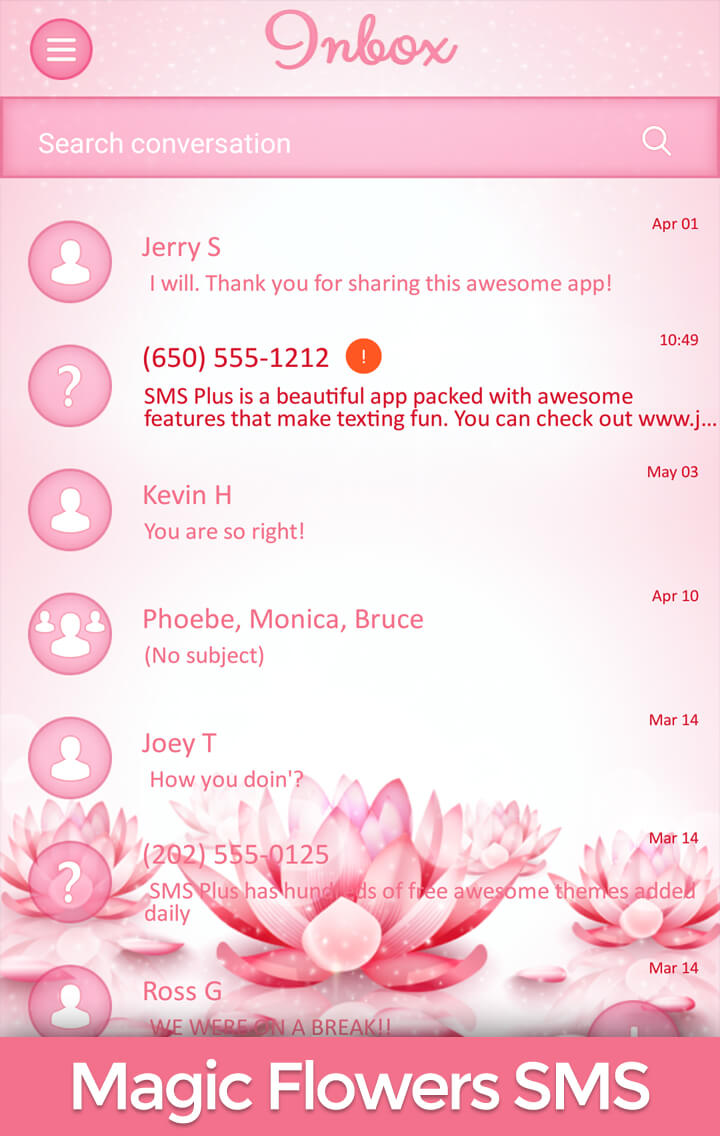 Inbox
Search conversation
Apr 01
Jerry S
I will. Thank you for sharing this awesome app!
10:49
(650) 555-1212 !
SMS Plus is a beautiful app packed with awesome
features that make texting fun. You can check out www.j...
May 03
Kevin H
You are so right!
Apr 10
Phoebe, Monica, Bruce
(No subject)
Mar 14
Joey T
How you doin'?
Mar 14
(202) 555-0125
SMS Plus has hundreds of free awesome themes added
daily
Mar 14
Ross G
WE WERE ON A BREAK!!
Magic Flowers SMS